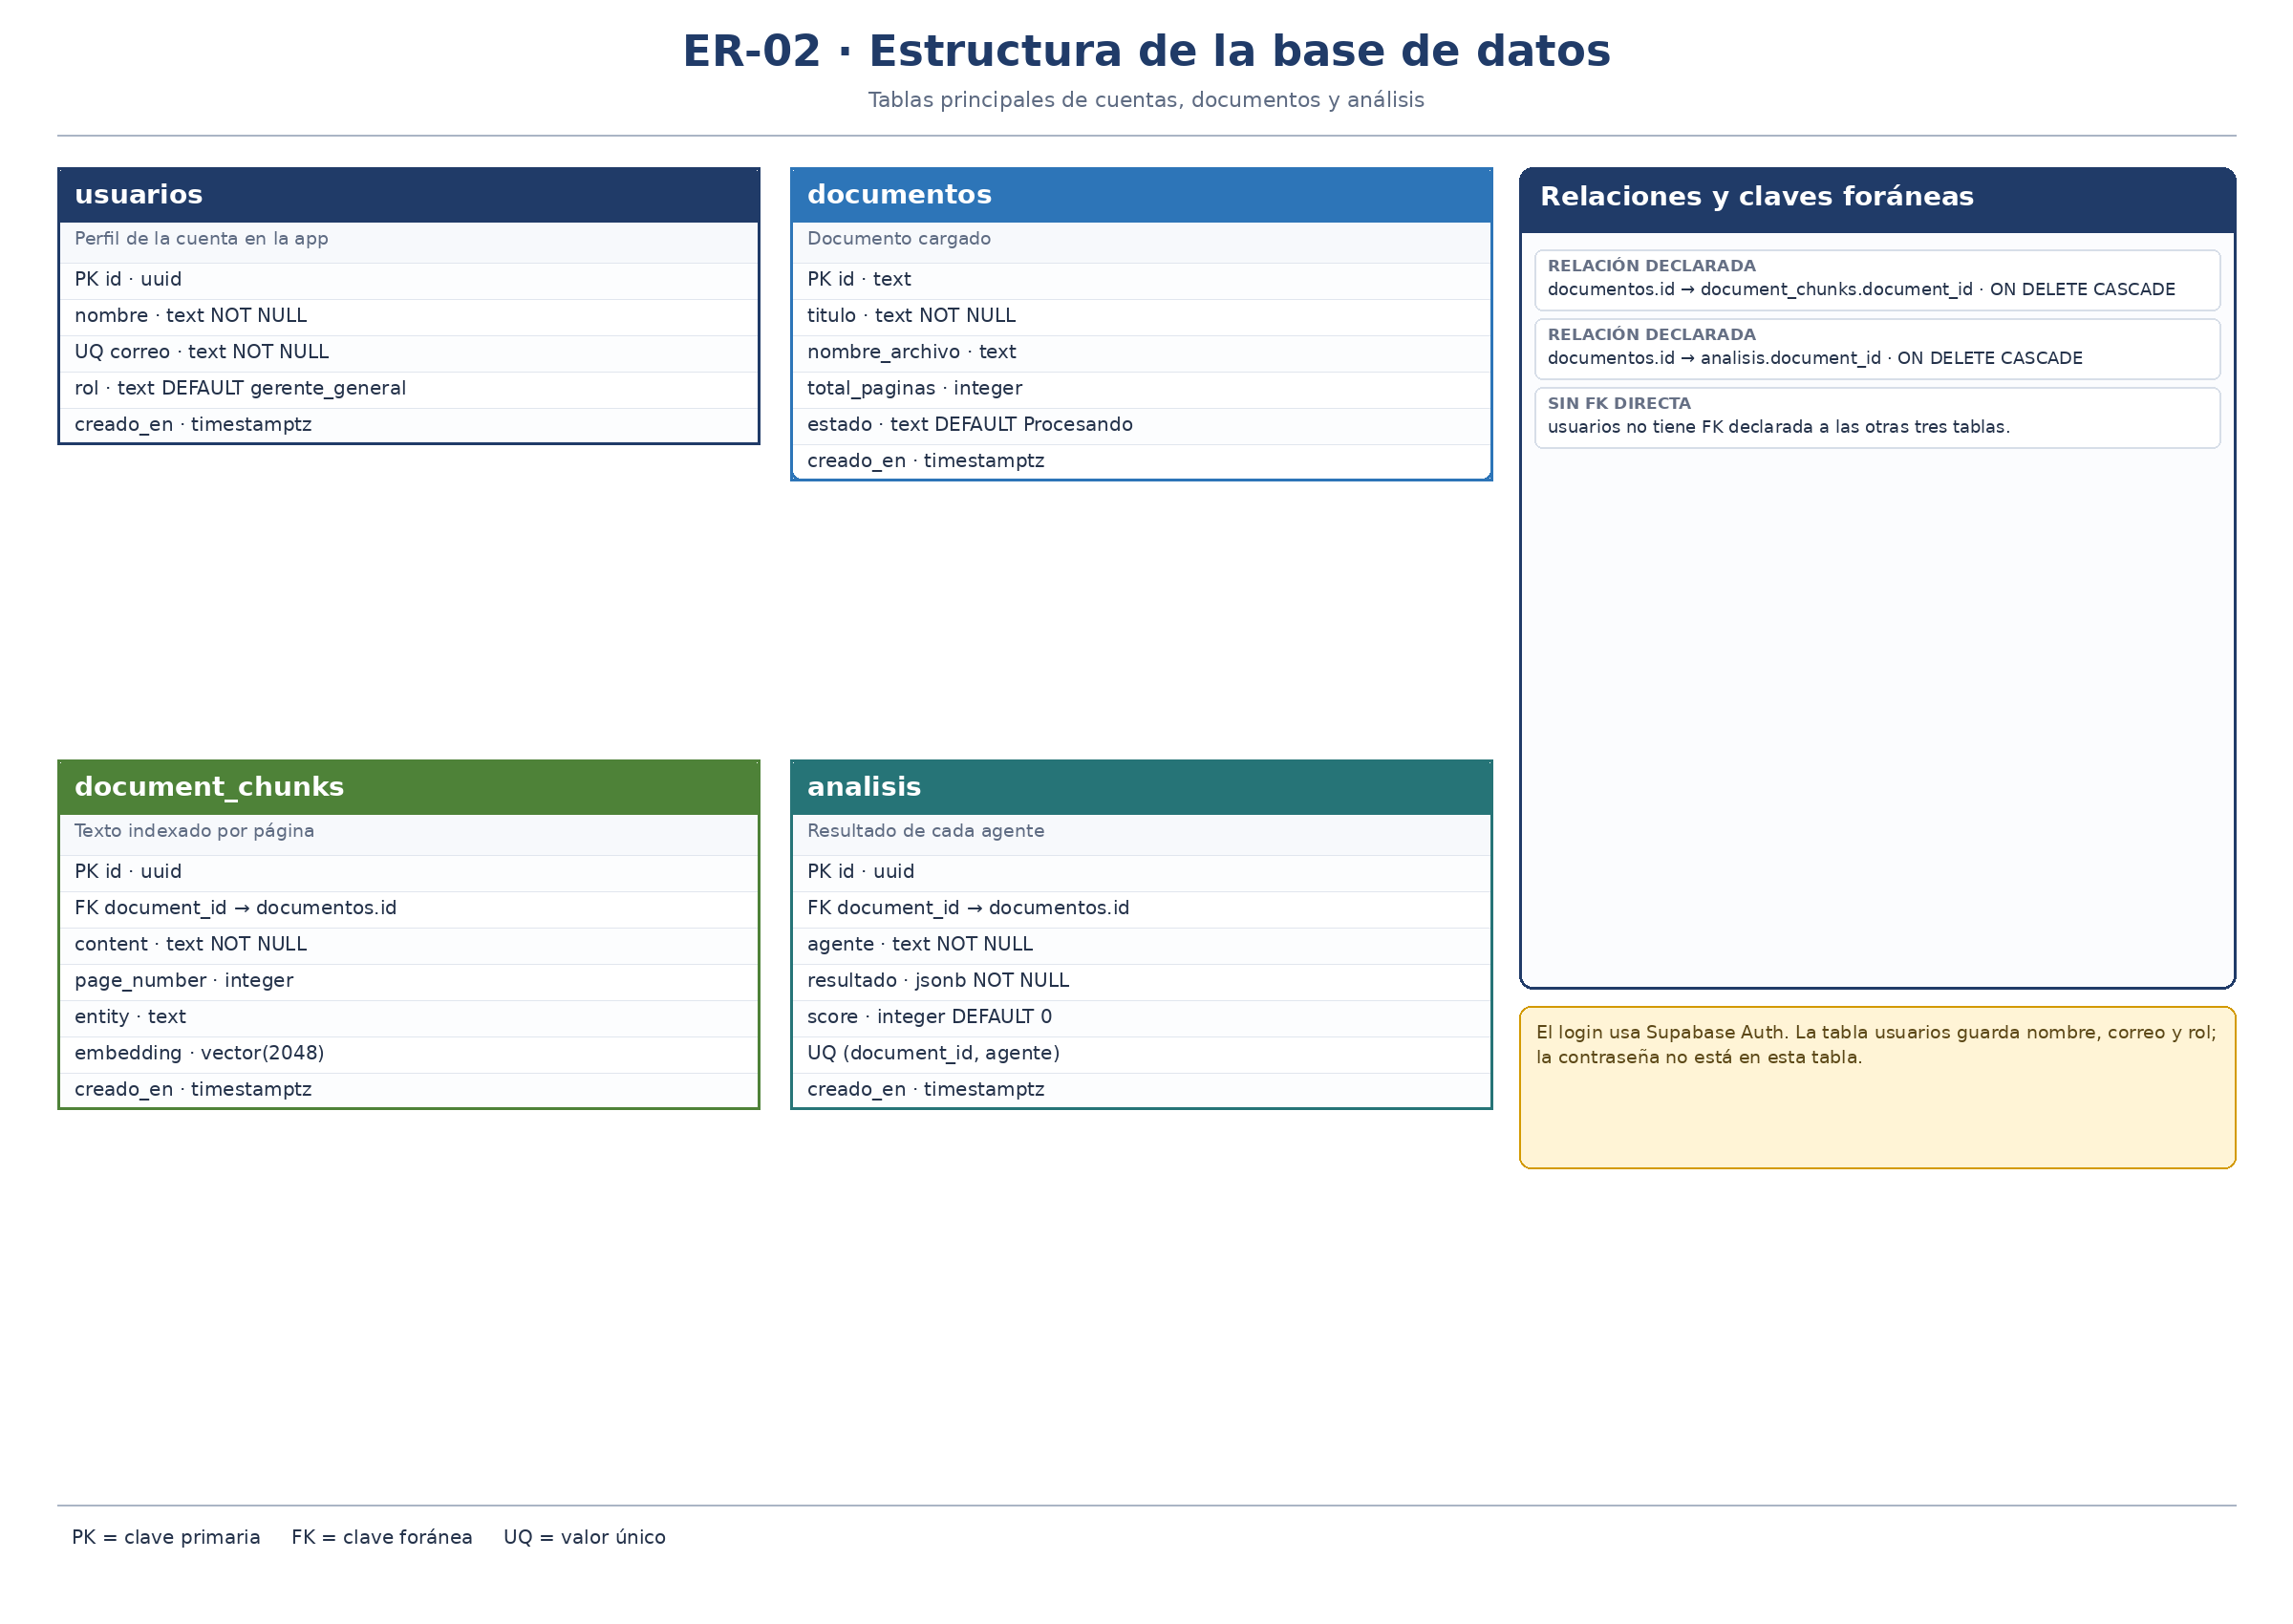 ER-02 · Estructura de la base de datos
Tablas principales de cuentas, documentos y análisis
usuarios
Perfil de la cuenta en la app
PK id · uuid
nombre · text NOT NULL
UQ correo · text NOT NULL
rol · text DEFAULT gerente_general
creado_en · timestamptz
documentos
Documento cargado
PK id · text
titulo · text NOT NULL
nombre_archivo · text
total_paginas · integer
estado · text DEFAULT Procesando
creado_en · timestamptz
document_chunks
Texto indexado por página
PK id · uuid
FK document_id → documentos.id
content · text NOT NULL
page_number · integer
entity · text
embedding · vector(2048)
creado_en · timestamptz
analisis
Resultado de cada agente
PK id · uuid
FK document_id → documentos.id
agente · text NOT NULL
resultado · jsonb NOT NULL
score · integer DEFAULT 0
UQ (document_id, agente)
creado_en · timestamptz
Relaciones y claves foráneas
RELACIÓN DECLARADA
documentos.id → document_chunks.document_id · ON DELETE CASCADE
RELACIÓN DECLARADA
documentos.id → analisis.document_id · ON DELETE CASCADE
SIN FK DIRECTA
usuarios no tiene FK declarada a las otras tres tablas.
El login usa Supabase Auth. La tabla usuarios guarda nombre, correo y rol;
la contraseña no está en esta tabla.
PK = clave primaria FK = clave foránea UQ = valor único